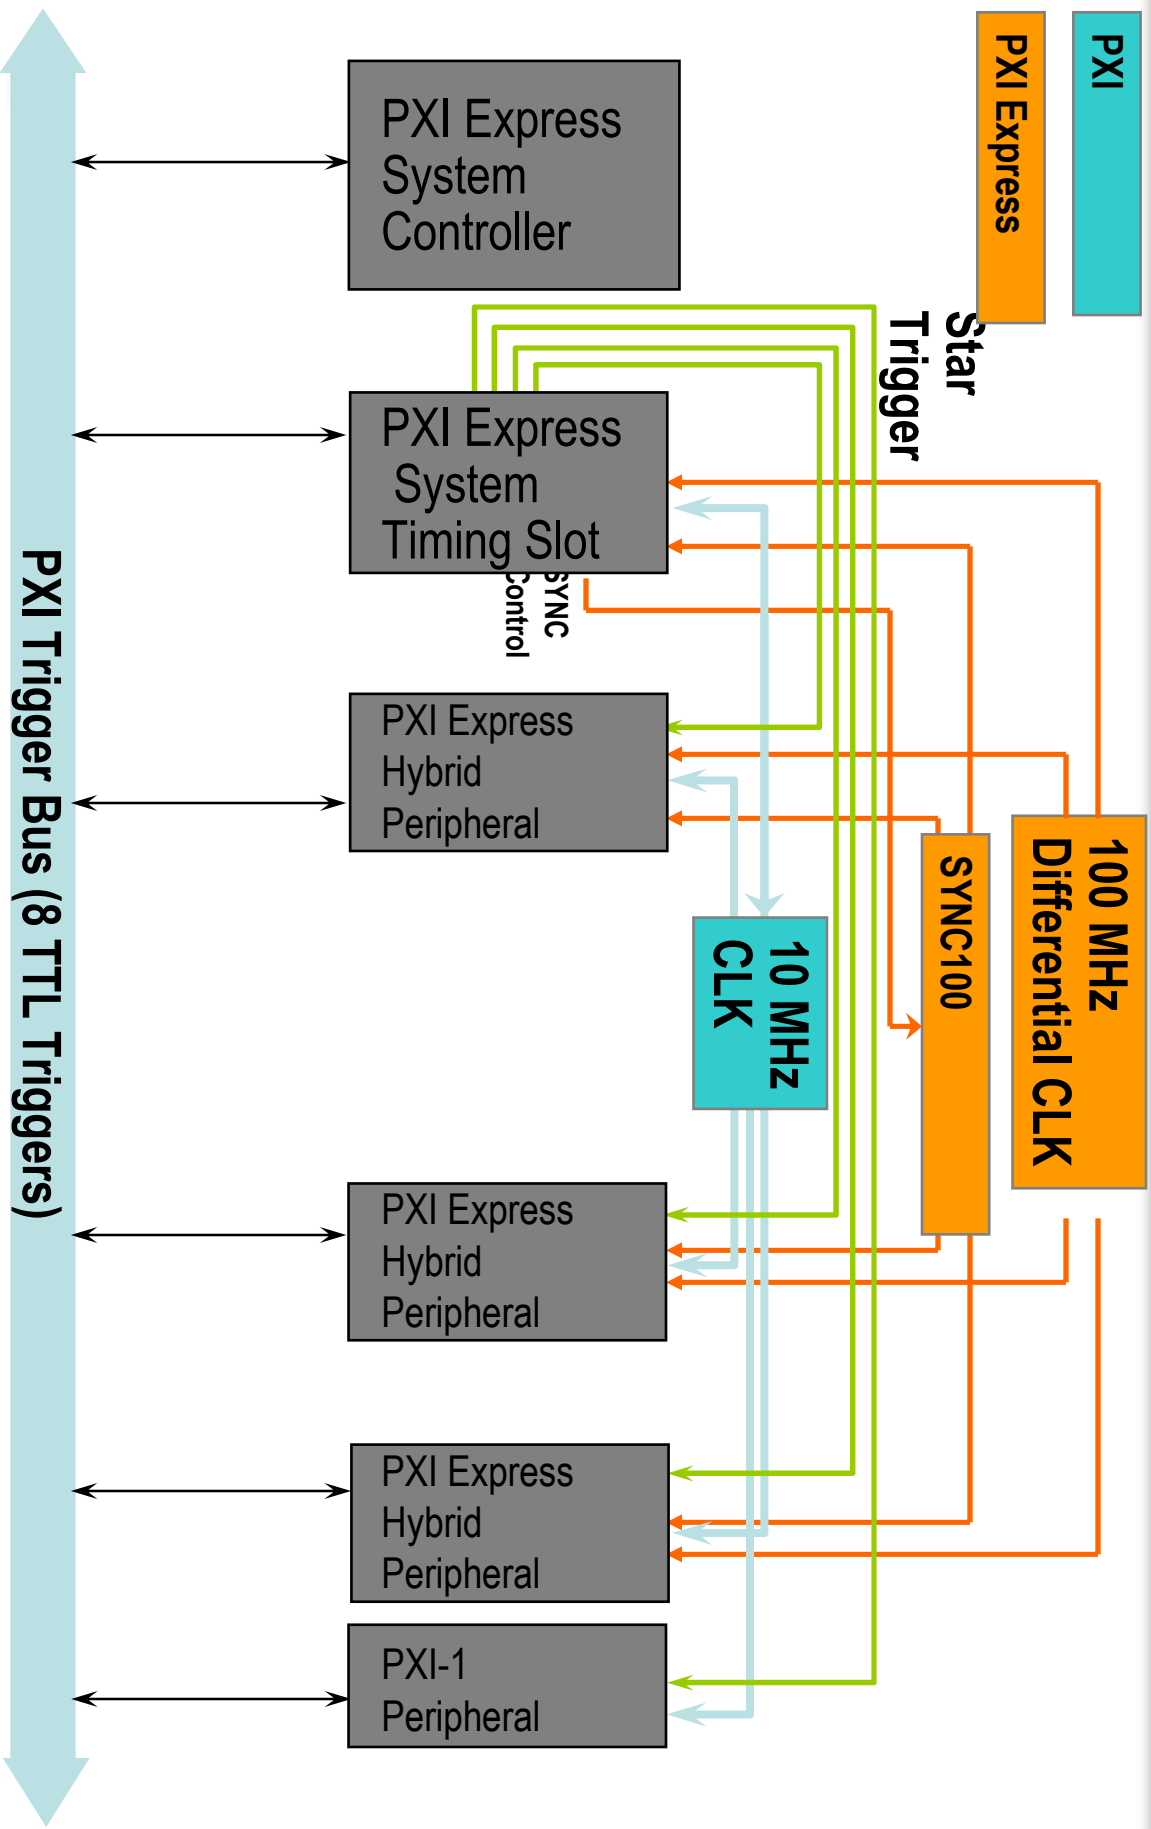 PXI
PXI Express
PXI Express
System
Controller
Star
Trigger
PXI Express
System
Timing Slot
SYNC
Control
PXI Express
Hybrid
Peripheral
100 MHz
Differential CLK
SYNC100
10 MHz
CLK
PXI Express
Hybrid
Peripheral
PXI Express
Hybrid
Peripheral
PXI-1
Peripheral
PXI Trigger Bus (8 TTL Triggers)